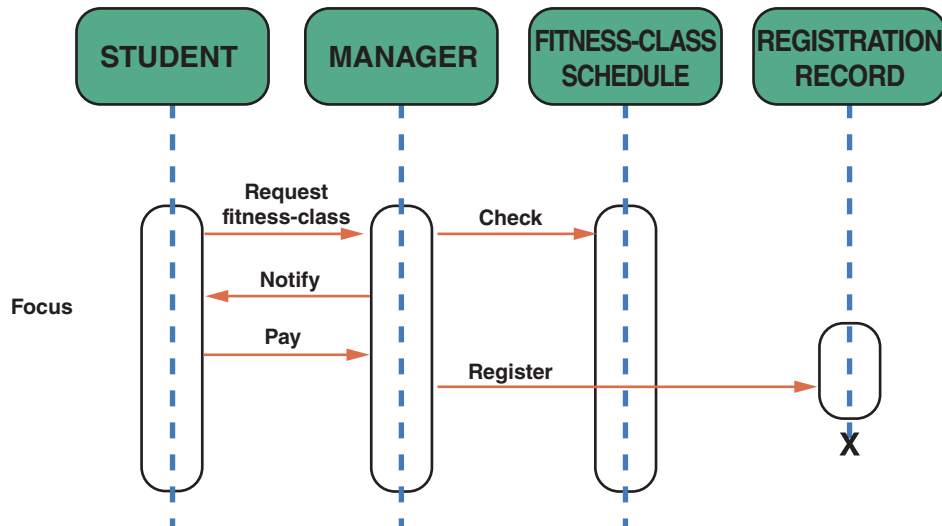 STUDENT
MANAGER
FITNESS-CLASS
SCHEDULE
REGISTRATION
RECORD
Request
fitness-class
Check
Notify
Focus
Pay
Register
X